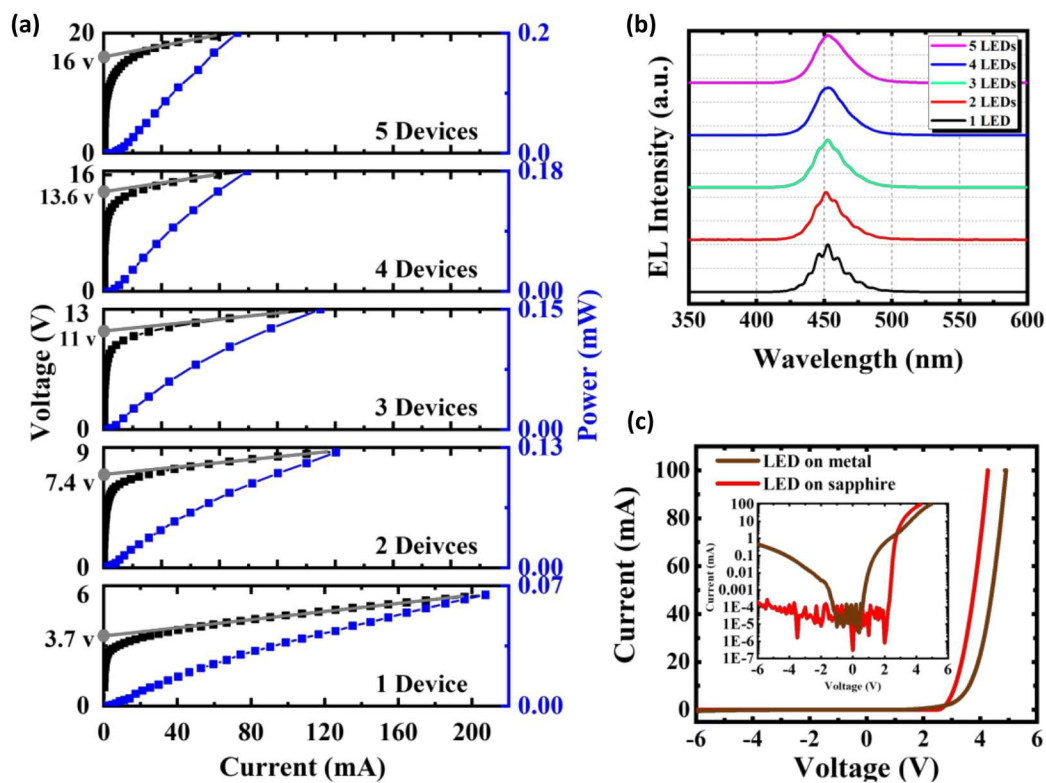 (a)
Voltage (V)
Power (mW)
20
16 v
0
0.2
0.0
5 Devices
16
13.6 v
0
0.18
0.00
4 Devices
13
11 v
0
0.15
0.00
3 Devices
9
7.4 v
0
0.13
0.00
2 Deivces
6
3.7 v
0
0.07
0.00
1 Device
0 40 80 120 160 200
Current (mA)
(b)
EL Intensity (a.u.)
5 LEDs
4 LEDs
3 LEDs
2 LEDs
1 LED
350 400 450 500 550 600
Wavelength (nm)
(c)
Current (mA)
100
80
60
40
20
0
LED on metal
LED on sapphire
Current (mA)
100
10
1
0.1
0.01
0.001
1E-4
1E-5
1E-6
1E-7
-6 -4 -2 0 2 4 6
Voltage (V)
-6 -4 -2 0 2 4 6
Voltage (V)